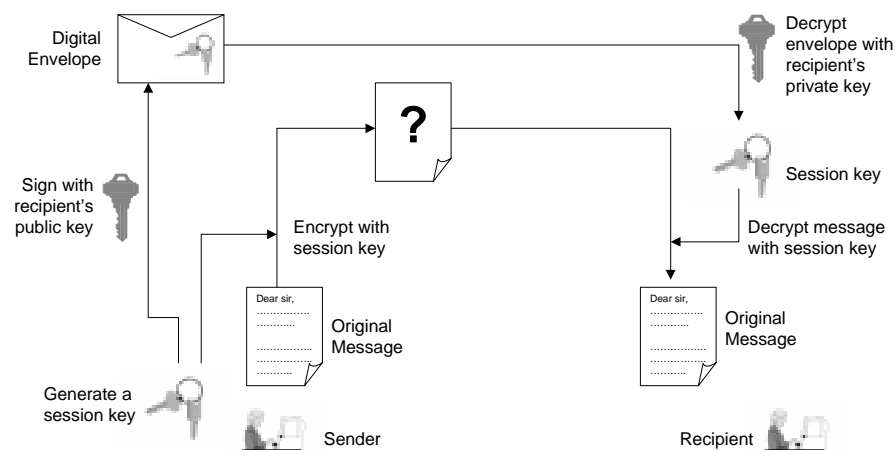 Digital
Envelope
Decrypt
envelope with
recipient's
private key
?
Session key
Sign with
recipient's
public key
Encrypt with
session key
Decrypt message
with session key
Dear sir,
Original
Message
Dear sir,
Original
Message
Generate a
session key
Sender
Recipient